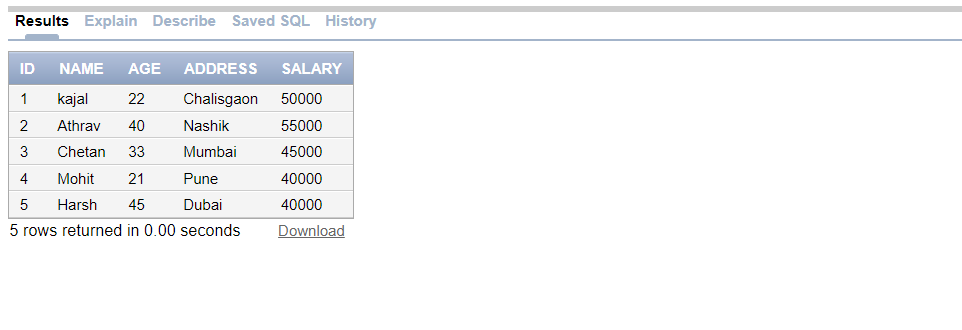 Results Explain Describe Saved SQL History
ID NAME AGE ADDRESS SALARY
1 kajal 22 Chalisgaon 50000
2 Athrav 40 Nashik 55000
3 Chetan 33 Mumbai 45000
4 Mohit 21 Pune 40000
5 Harsh 45 Dubai 40000
5 rows returned in 0.00 seconds Download